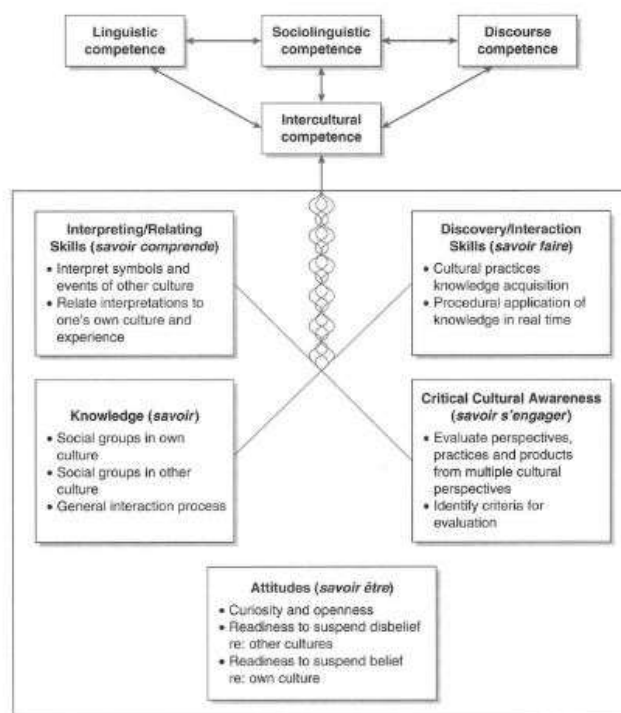 Linguistic
competence
Sociolinguistic
competence
Discourse
competence
Intercultural
competence
Interpreting/Relating
Skills (savoir comprende)
• Interpret symbols and
events of other culture
• Relate interpretations to
one's own culture and
experience
Discovery/Interaction
Skills (savoir faire)
• Cultural practices
knowledge acquisition
• Procedural application of
knowledge in real time
Knowledge (savoir)
• Social groups in own
culture
• Social groups in other
culture
• General interaction process
Critical Cultural Awareness
(savoir s'engager)
• Evaluate perspectives,
practices and products
from multiple cultural
perspectives
• Identify criteria for
evaluation
Attitudes (savoir être)
• Curiosity and openness
• Readiness to suspend disbelief
re: other cultures
• Readiness to suspend belief
re: own culture